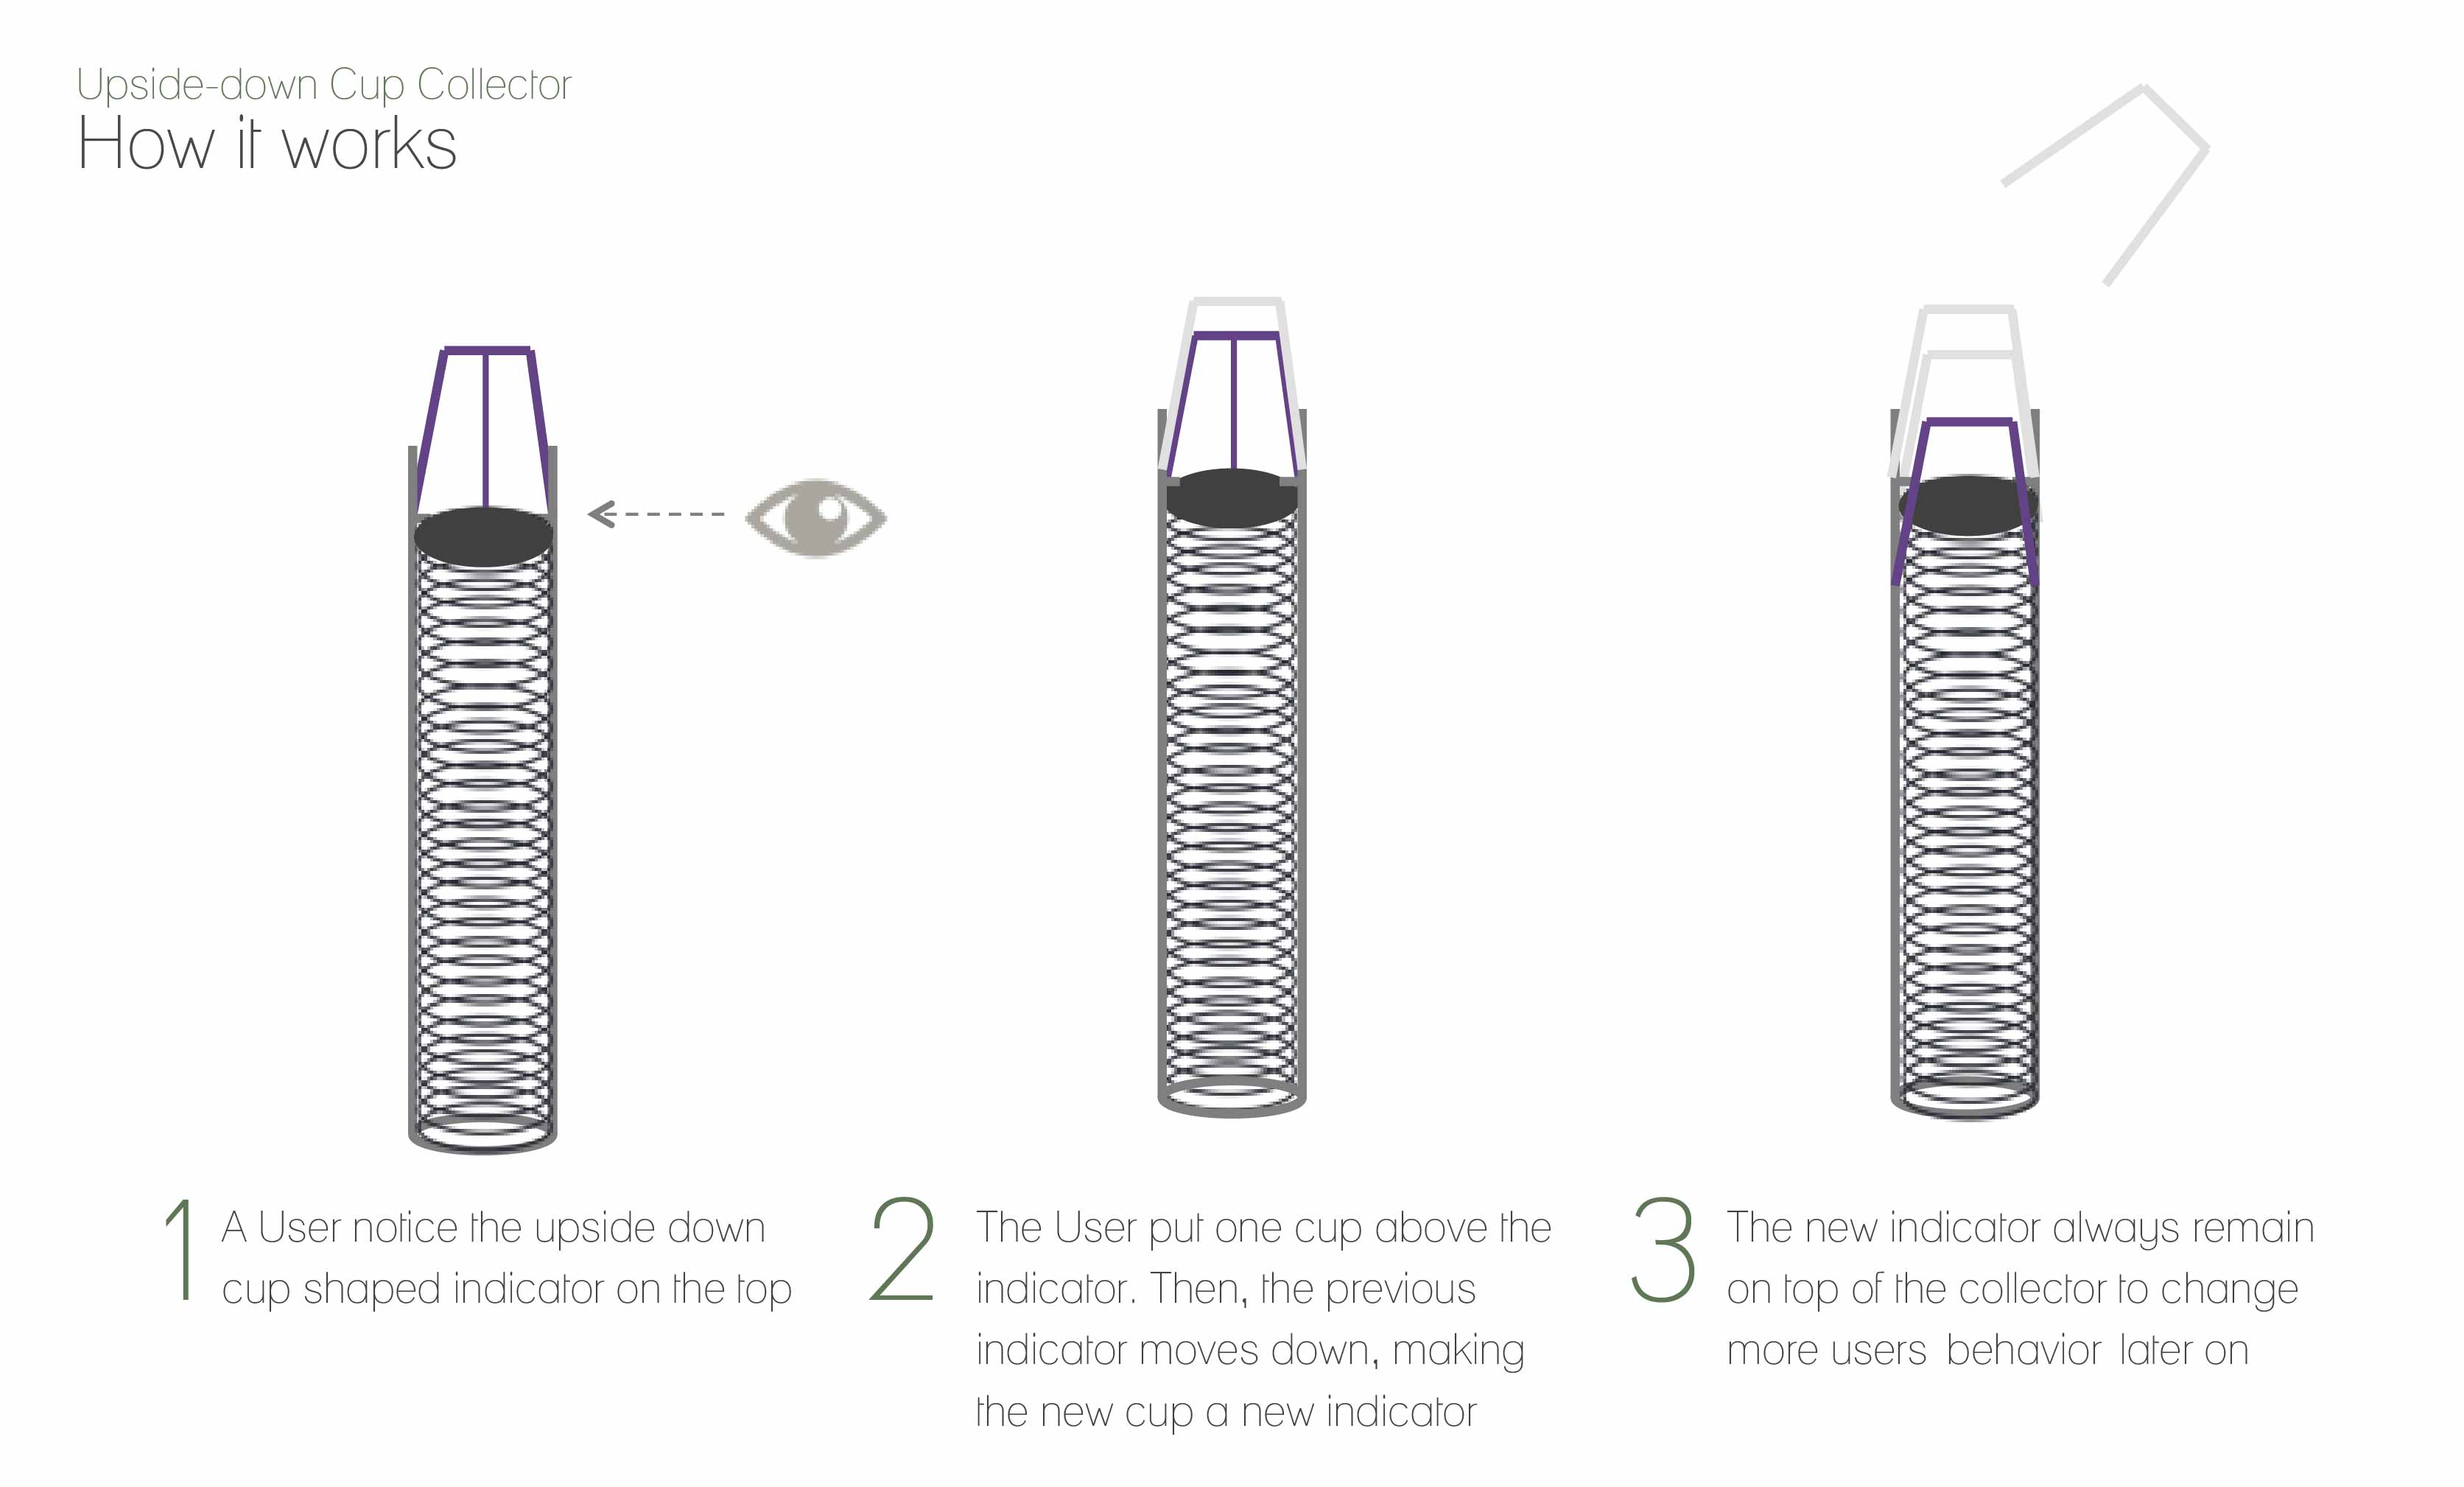 Upside-down Cup Collector
How it works
1
A User notice the upside down
cup shaped indicator on the top
2
The User put one cup above the
indicator. Then, the previous
indicator moves down, making
the new cup a new indicator
3
The new indicator always remain
on top of the collector to change
more users behavior later on